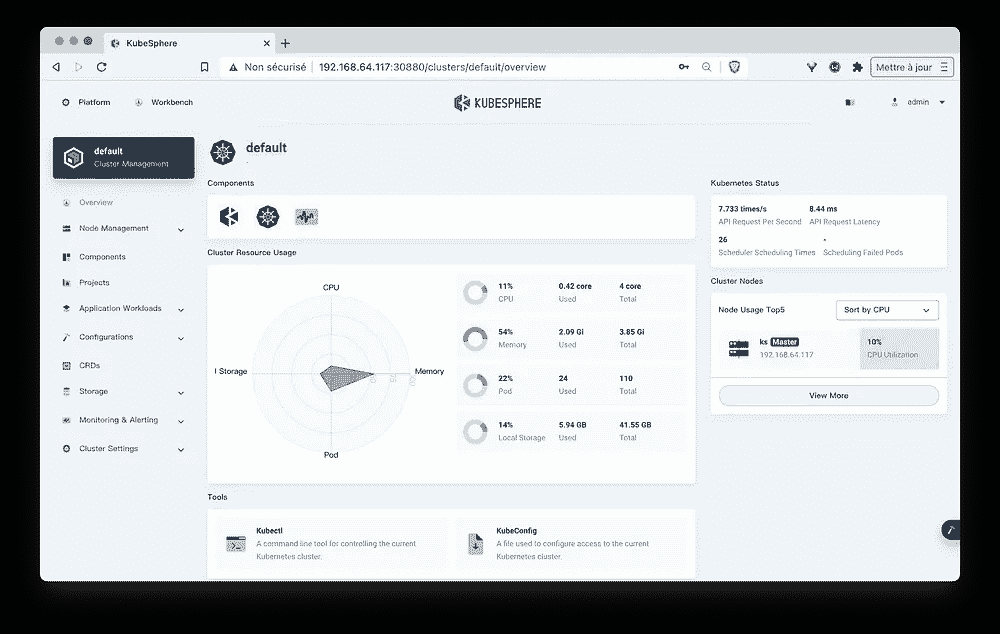 KubeSphere
Non sécurisé
192.168.64.117:30880/clusters/default/overview
Mettre à jour
Platform
Workbench
KUBESPHERE
admin
default
Cluster Management
Overview
Node Management
Components
Projects
Application Workloads
Configurations
CRDs
Storage
Monitoring & Alerting
Cluster Settings
default
-
Components
Cluster Resource Usage
CPU
Memory
Pod
l Storage
11% 0.42 core 4 core
CPU Used Total
54% 2.09 Gi 3.85 Gi
Memory Used Total
22% 24 110
Pod Used Total
14% 5.94 GB 41.55 GB
Local Storage Used Total
Tools
Kubectl
A command line tool for controlling the current
Kubernetes cluster.
KubeConfig
A file used to configure access to the current
Kubernetes cluster.
Kubernetes Status
7.733 times/s 8.44 ms
API Request Per Second API Request Latency
26 -
Scheduler Scheduling Times Scheduling Failed Pods
Cluster Nodes
Node Usage Top5 Sort by CPU
ks Master 10%
192.168.64.117 CPU Utilization
View More